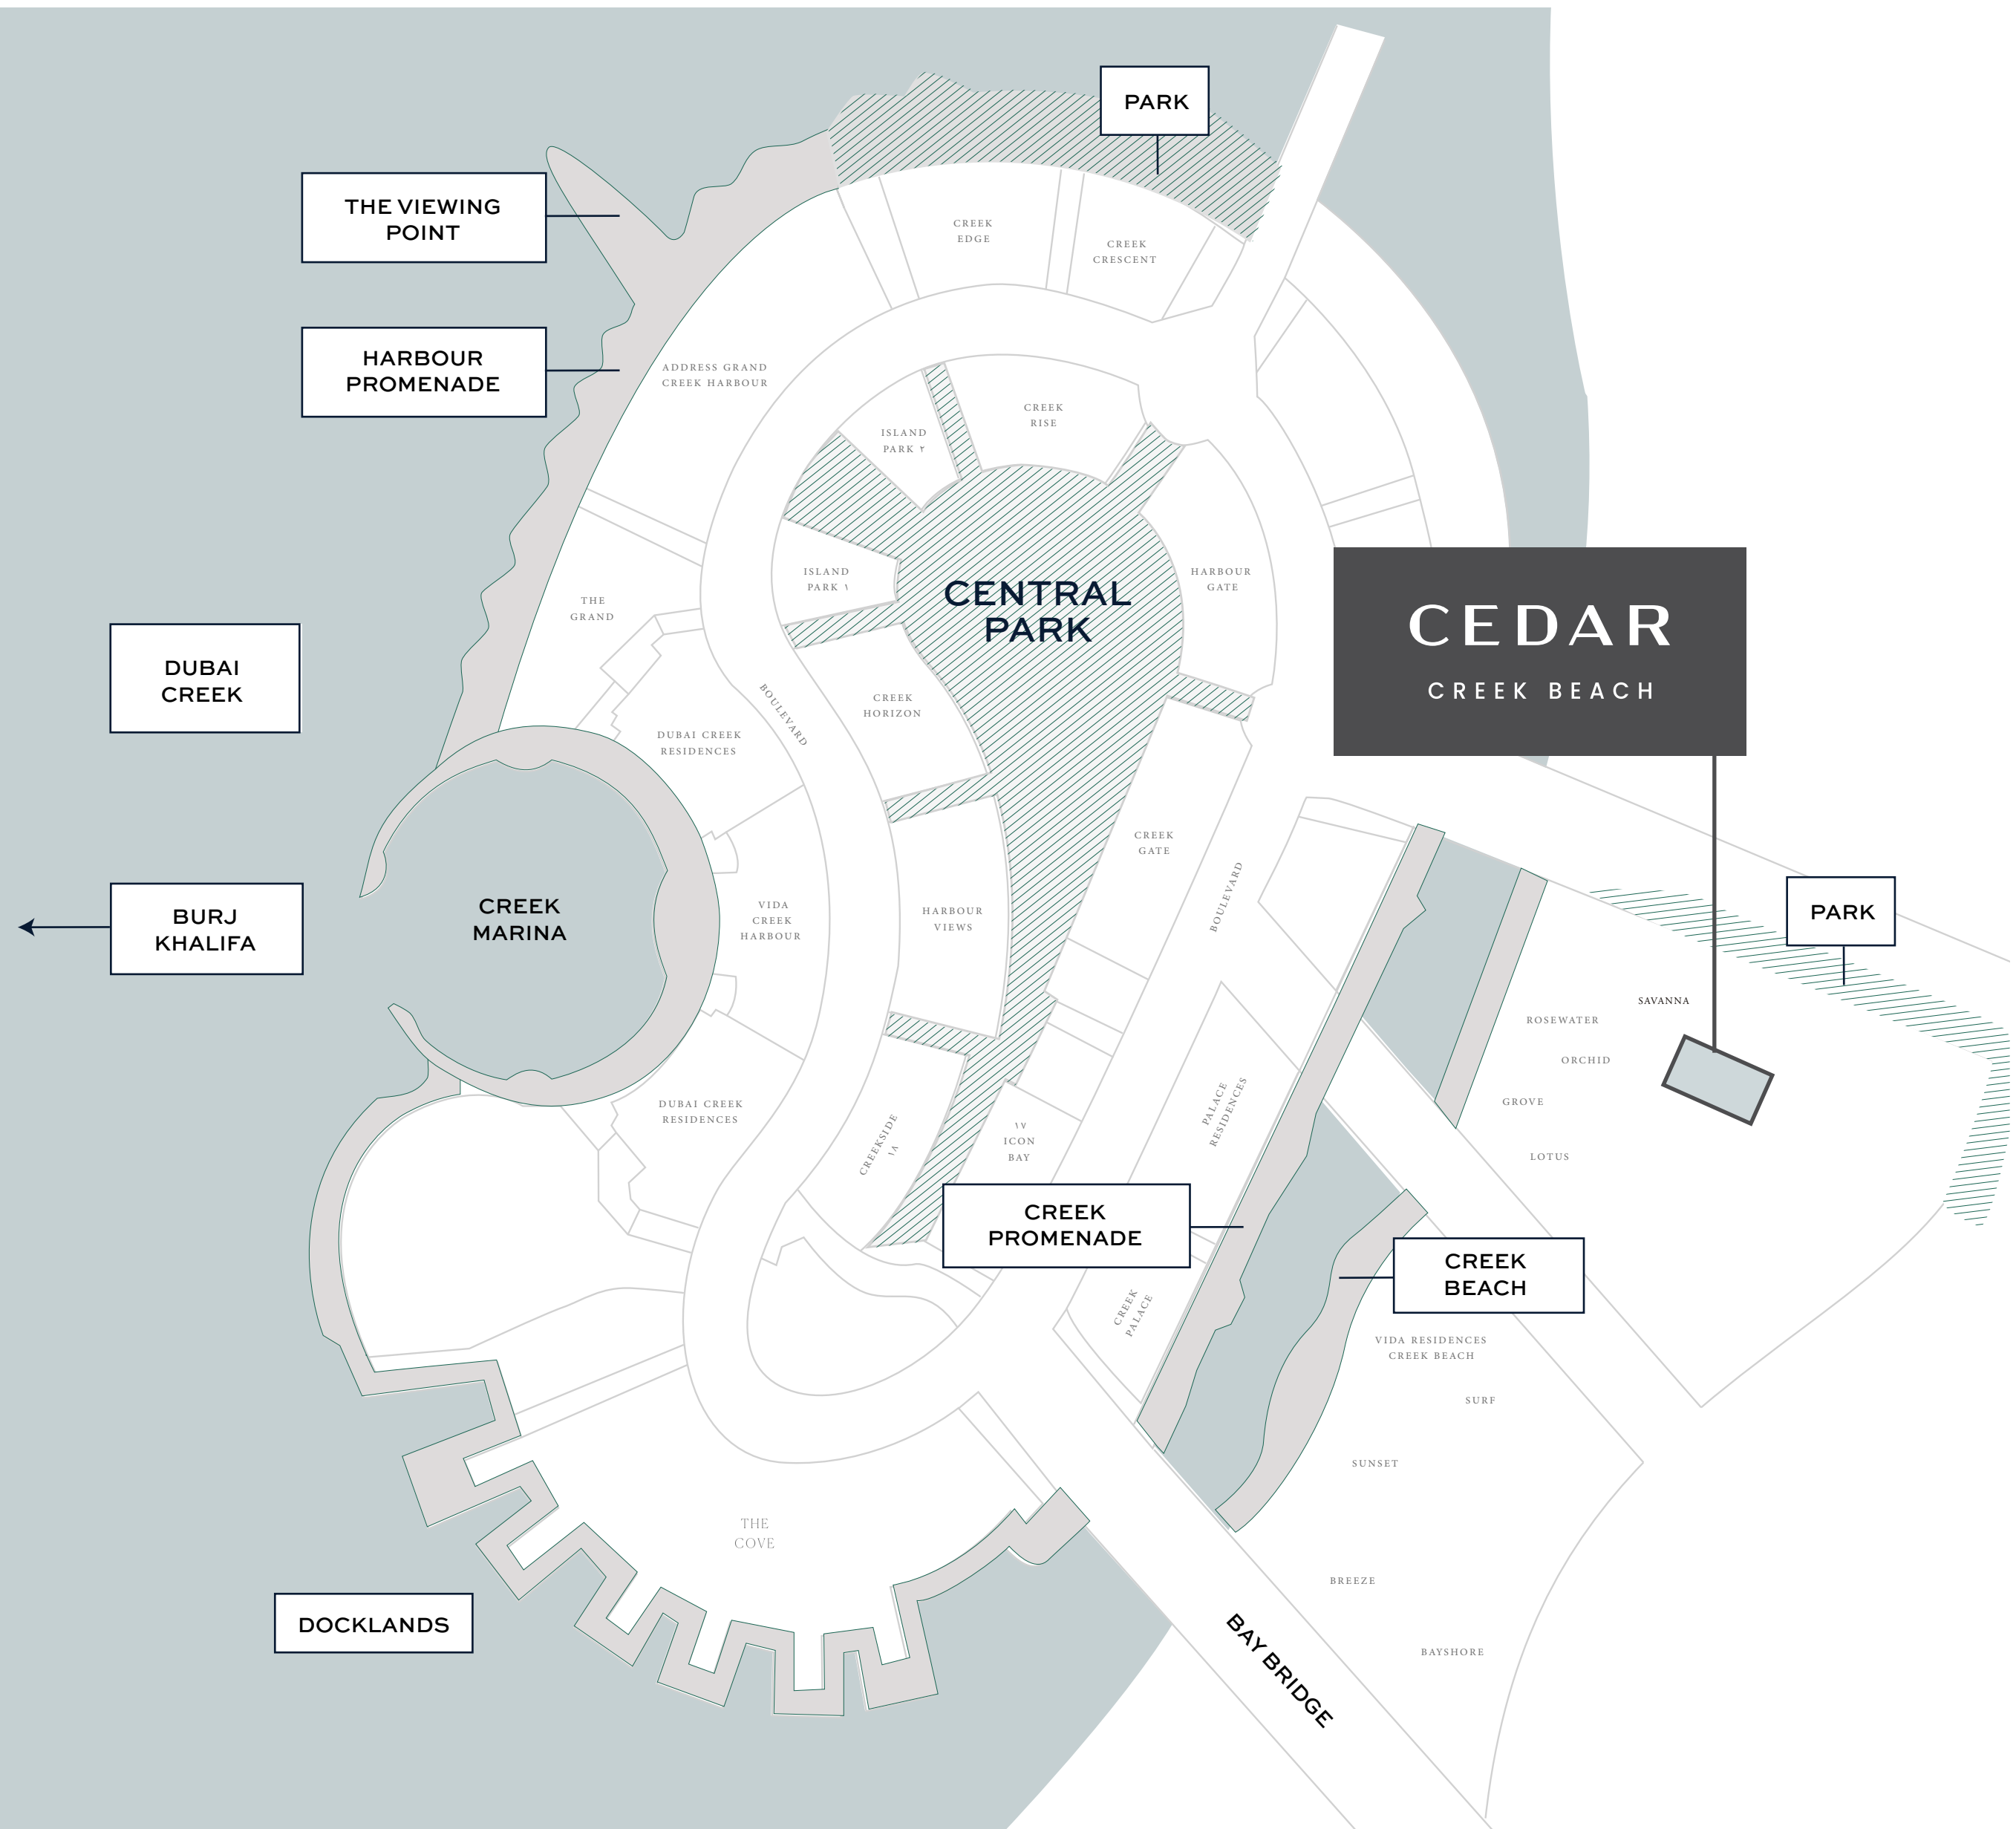 PARK
THE VIEWING
POINT
CREEK
EDGE
CREEK
CRESCENT
HARBOUR
PROMENADE
ADDRESS GRAND
CREEK HARBOUR
CREEK
RISE
ISLAND
PARK ٢
ISLAND
PARK ١
HARBOUR
GATE
CENTRAL
PARK
THE
GRAND
CEDAR
CREEK BEACH
DUBAI
CREEK
BOULEVARD
CREEK
HORIZON
DUBAI CREEK
RESIDENCES
CREEK
GATE
BOULEVARD
BURJ
KHALIFA
CREEK
MARINA
VIDA
CREEK
HARBOUR
HARBOUR
VIEWS
PARK
SAVANNA
ROSEWATER
ORCHID
GROVE
LOTUS
DUBAI CREEK
RESIDENCES
CREEKSIDE
١٨
١٧
ICON
BAY
PALACE
RESIDENCES
CREEK
PROMENADE
CREEK
BEACH
CREEK
PALACE
VIDA RESIDENCES
CREEK BEACH
SURF
SUNSET
THE
COVE
BREEZE
DOCKLANDS
BAY BRIDGE
BAYSHORE